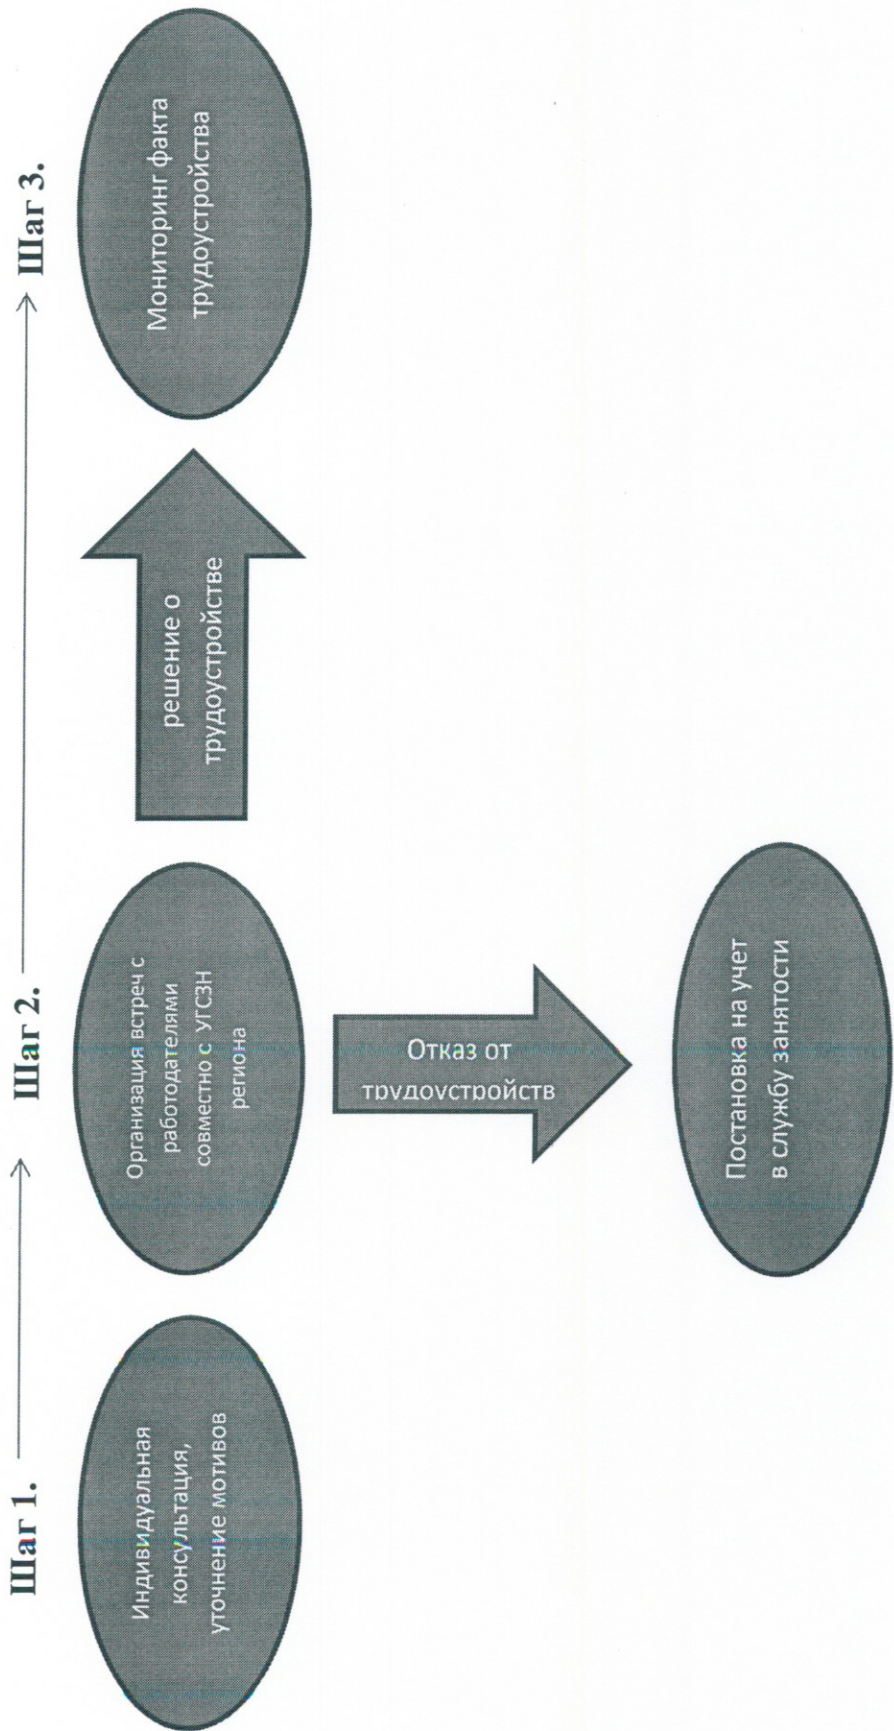 Шаг 1.
Шаг 2.
Шаг 3.
Индивидуальная
консультация,
уточнение мотивов
Организация встреч с
работодателями
совместно с УГСЗН
региона
решение о
трудоустройстве
Мониторинг факта
трудоустройства
Отказ от
трудоустройств
Постановка на учет
в службу занятости